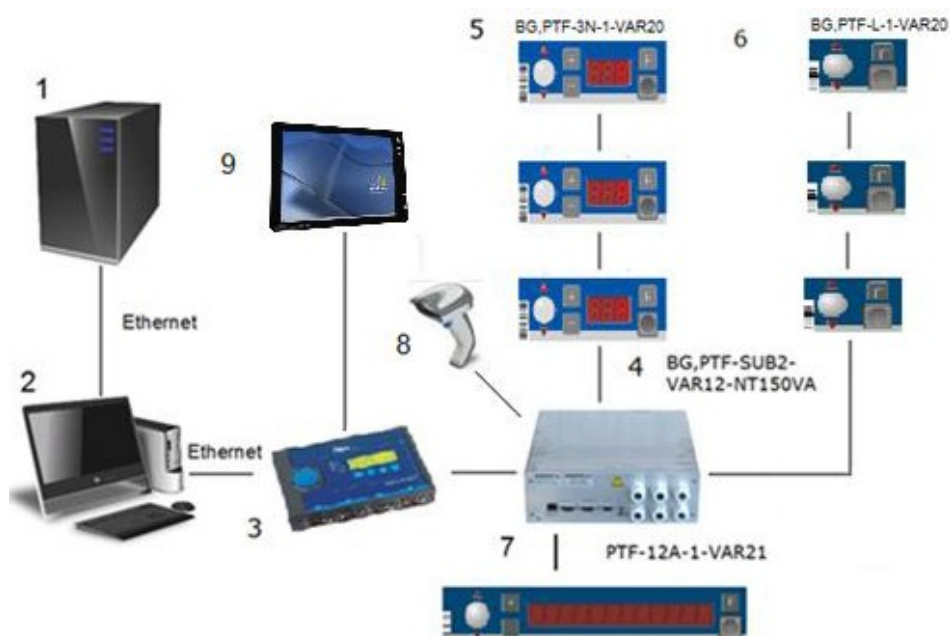 5
BG,PTF-3N-1-VAR20
6
BG,PTF-L-1-VAR20
1
9
Ethernet
8
4
BG,PTF-SUB2-
VAR12-NT150VA
2
Ethernet
3
7
PTF-12A-1-VAR21